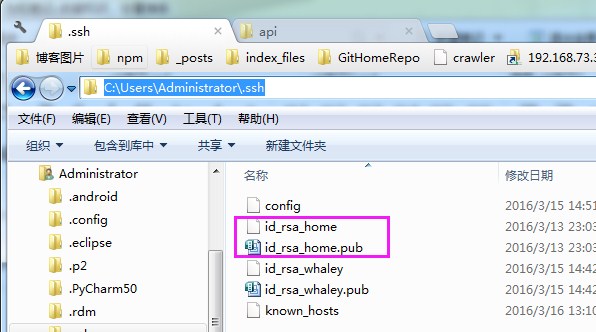 .ssh api
博客图片 npm _posts index_files GitHomeRepo crawler 192.168.73.3
C:\Users\Administrator\.ssh
文件(F) 编辑(E) 查看(V) 工具(T) 帮助(H)
组织 包含到库中 共享 新建文件夹
Administrator
.android
.config
.eclipse
.p2
.PyCharm50
.rdm
名称 修改日期
config 2016/3/15 14:51
id_rsa_home 2016/3/13 23:03
id_rsa_home.pub 2016/3/13 23:03
id_rsa_whaley 2016/3/15 14:42
id_rsa_whaley.pub 2016/3/15 14:42
known_hosts 2016/3/16 13:10